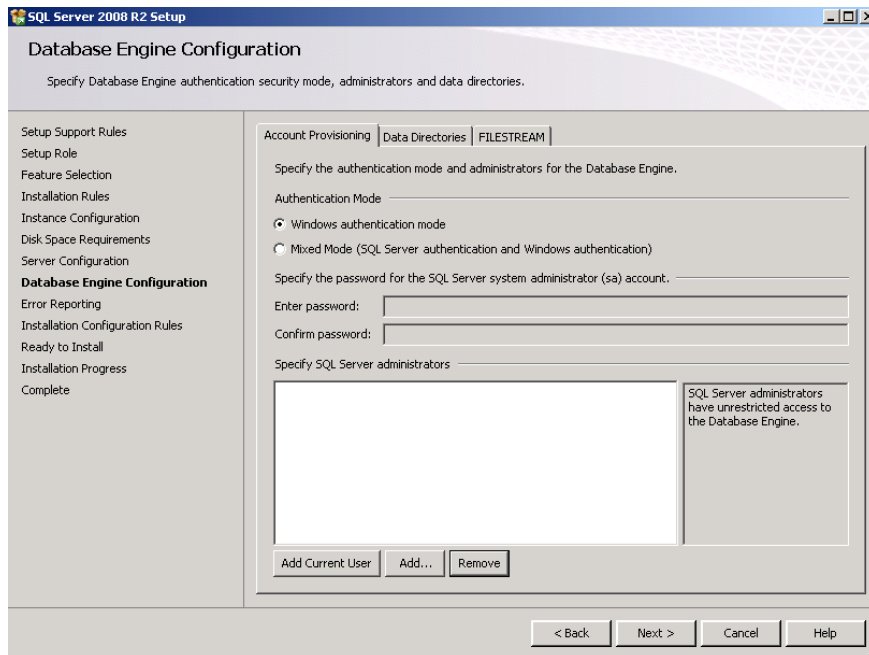 SQL Server 2008 R2 Setup
Database Engine Configuration
Specify Database Engine authentication security mode, administrators and data directories.
Setup Support Rules
Setup Role
Feature Selection
Installation Rules
Instance Configuration
Disk Space Requirements
Server Configuration
Database Engine Configuration
Error Reporting
Installation Configuration Rules
Ready to Install
Installation Progress
Complete
Account Provisioning Data Directories FILESTREAM
Specify the authentication mode and administrators for the Database Engine.
Authentication Mode
Windows authentication mode
Mixed Mode (SQL Server authentication and Windows authentication)
Specify the password for the SQL Server system administrator (sa) account.
Enter password:
Confirm password:
Specify SQL Server administrators
SQL Server administrators
have unrestricted access to
the Database Engine.
Add Current User Add... Remove
< Back Next > Cancel Help